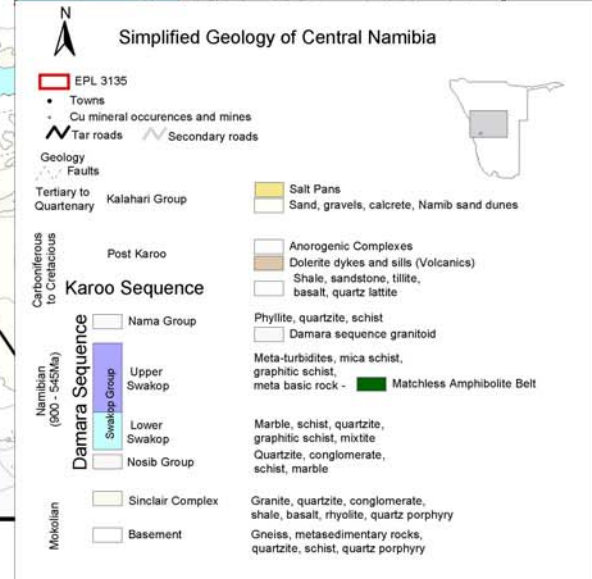 N
Simplified Geology of Central Namibia
EPL 3135
Towns
Cu mineral occurences and mines
Tar roads Secondary roads
Geology
Faults
Tertiary to
Quartenary
Kalahari Group
Salt Pans
Sand, gravels, calcrete, Namib sand dunes
Carboniferous
to Cretacious
Post Karoo
Anorogenic Complexes
Dolerite dykes and sills (Volcanics)
Karoo Sequence
Shale, sandstone, tillite,
basalt, quartz lattite
Namibian
(900 - 545Ma)
Damara Sequence
Nama Group
Phyllite, quartzite, schist
Damara sequence granitoid
Swakop Group
Upper
Swakop
Meta-turbidites, mica schist,
graphitic schist,
meta basic rock - Matchless Amphibolite Belt
Lower
Swakop
Marble, schist, quartzite,
graphitic schist, mixtite
Nosib Group
Quartzite, conglomerate,
schist, marble
Mokolian
Sinclair Complex
Granite, quartzite, conglomerate,
shale, basalt, rhyolite, quartz porphyry
Basement
Gneiss, metasedimentary rocks,
quartzite, schist, quartz porphyry